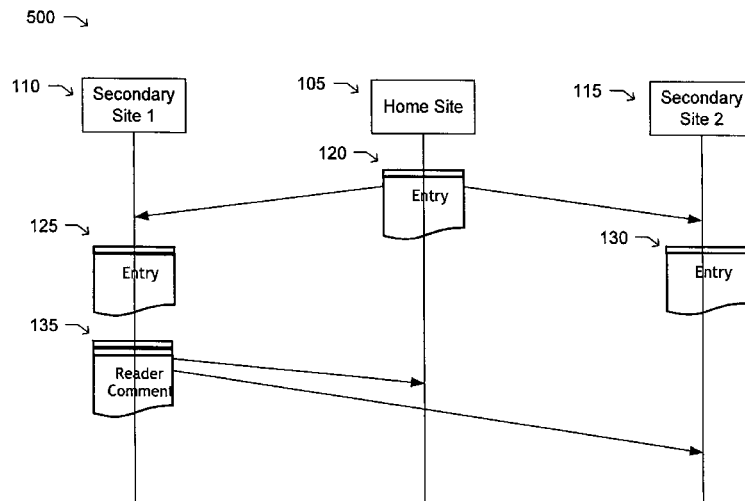 500
110
Secondary
Site 1
105
Home Site
115
Secondary
Site 2
120
Entry
125
Entry
130
Entry
135
Reader
Comment